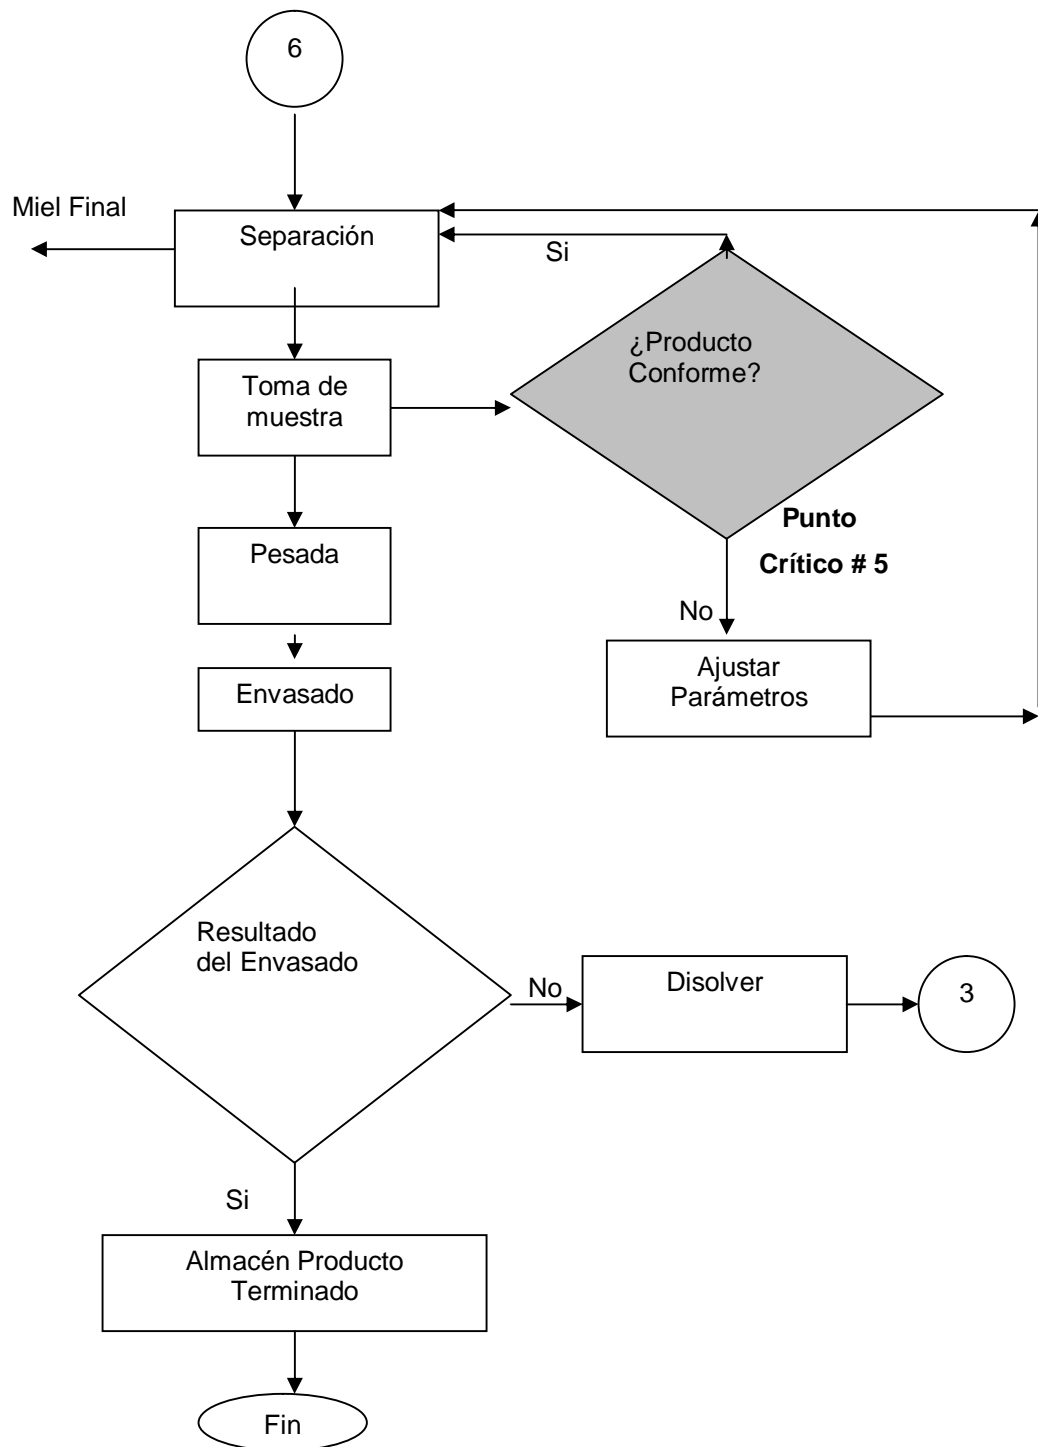 6
Miel Final
Separación
Si
¿Producto
Conforme?
Toma de
muestra
Punto
Crítico # 5
Pesada
No
Ajustar
Parámetros
Envasado
Resultado
del Envasado
No
Disolver
3
Si
Almacén Producto
Terminado
Fin